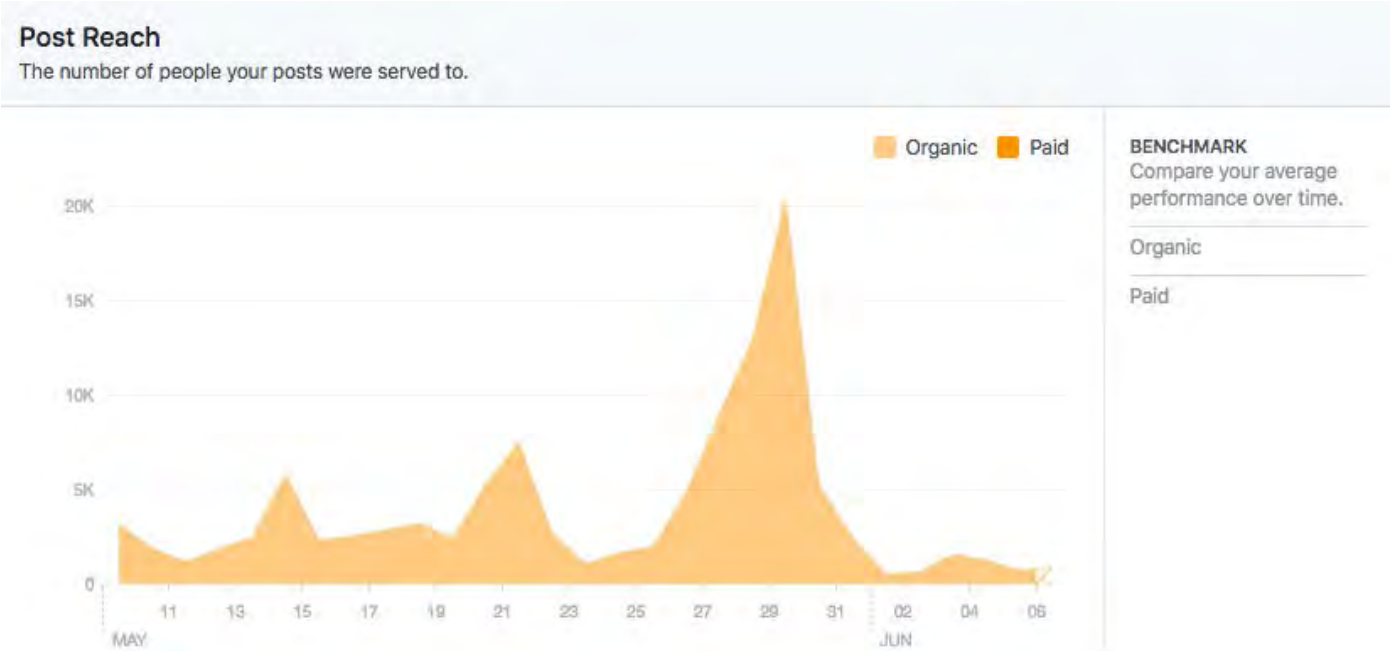 Post Reach
The number of people your posts were served to.
Organic Paid
BENCHMARK
Compare your average
performance over time.
Organic
Paid
20K
15K
10K
5K
0
11 13 15 17 19 21 23 25 27 29 31 02 04 06
MAY JUN